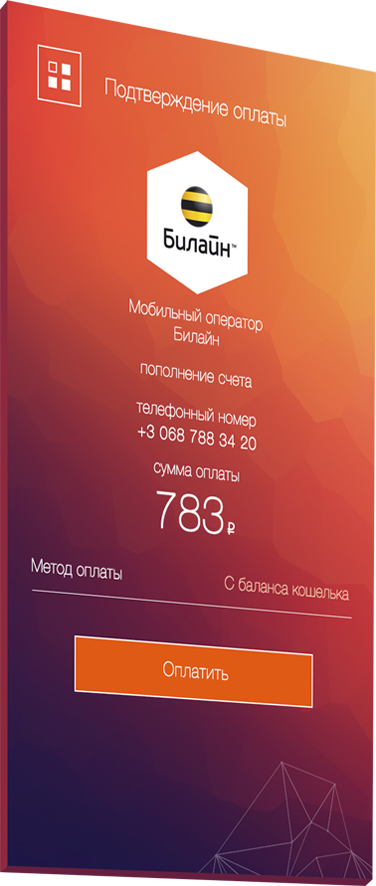 Подтверждение оплаты
Билайн™
Мобильный оператор
Билайн
пополнение счета
телефонный номер
+3 068 788 34 20
сумма оплаты
783₽
Метод оплаты
С баланса кошелька
Оплатить